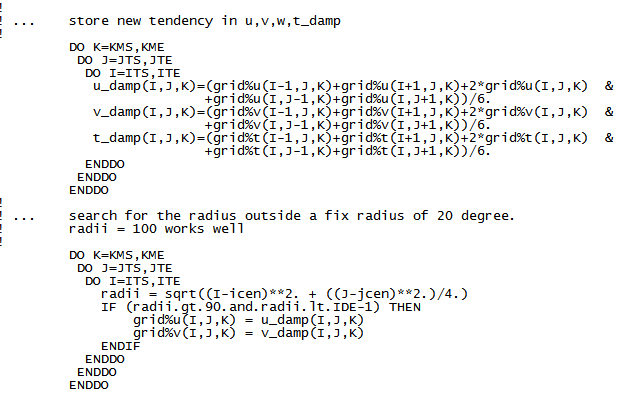 !
! ...    store new tendency in u,v,w,t_damp
!
DO K=KMS,KME
DO J=JTS,JTE
DO I=ITS,ITE
u_damp(I,J,K)=(grid%u(I-1,J,K)+grid%u(I+1,J,K)+2*grid%u(I,J,K)  &
+grid%u(I,J-1,K)+grid%u(I,J+1,K))/6.
v_damp(I,J,K)=(grid%v(I-1,J,K)+grid%v(I+1,J,K)+2*grid%v(I,J,K)  &
+grid%v(I,J-1,K)+grid%v(I,J+1,K))/6.
t_damp(I,J,K)=(grid%t(I-1,J,K)+grid%t(I+1,J,K)+2*grid%t(I,J,K)  &
+grid%t(I,J-1,K)+grid%t(I,J+1,K))/6.
ENDDO
ENDDO
ENDDO
!
! ...    search for the radius outside a fix radius of 20 degree.
!        radii = 100 works well
!
DO K=KMS,KME
DO J=JTS,JTE
DO I=ITS,ITE
radii = sqrt((I-icen)**2. + ((J-jcen)**2.)/4.)
IF (radii.gt.90.and.radii.lt.IDE-1) THEN
grid%u(I,J,K) = u_damp(I,J,K)
grid%v(I,J,K) = v_damp(I,J,K)
ENDIF
ENDDO
ENDDO
ENDDO